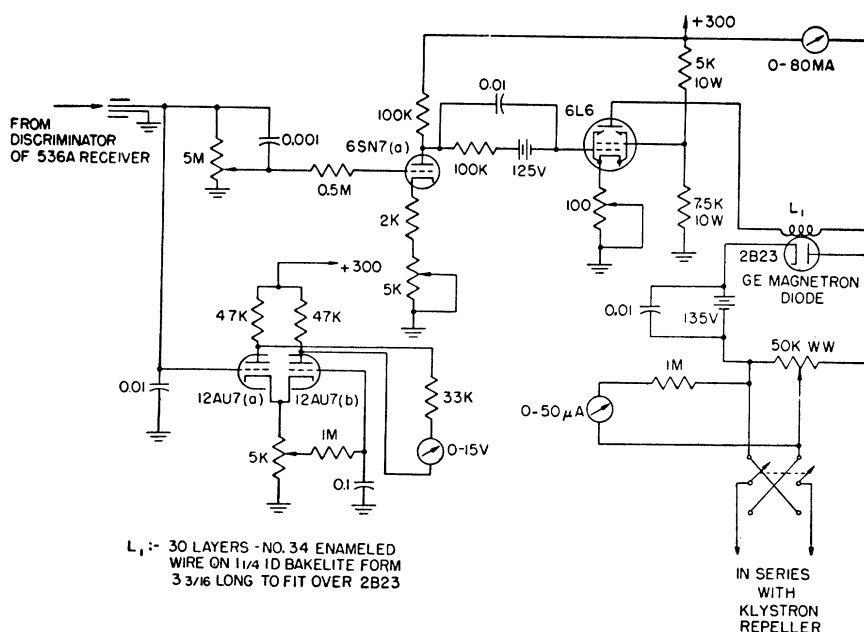 +300
0-80MA
5K
10W
0.01
6L6
100K
FROM
DISCRIMINATOR
OF 536A RECEIVER
0.001
6SN7(a)
5M
0.5M
100K
125V
2K
100
7.5K
10W
L1
2B23
GE MAGNETRON
DIODE
+300
5K
47K
47K
0.01
135V
50K WW
1M
0.01
12AU7(a)
12AU7(b)
33K
0-50μA
1M
5K
0-15V
0.1
L1:- 30 LAYERS - NO. 34 ENAMELED
WIRE ON 1 1/4 ID BAKELITE FORM
3 3/16 LONG TO FIT OVER 2B23
IN SERIES
WITH
KLYSTRON
REPELLER